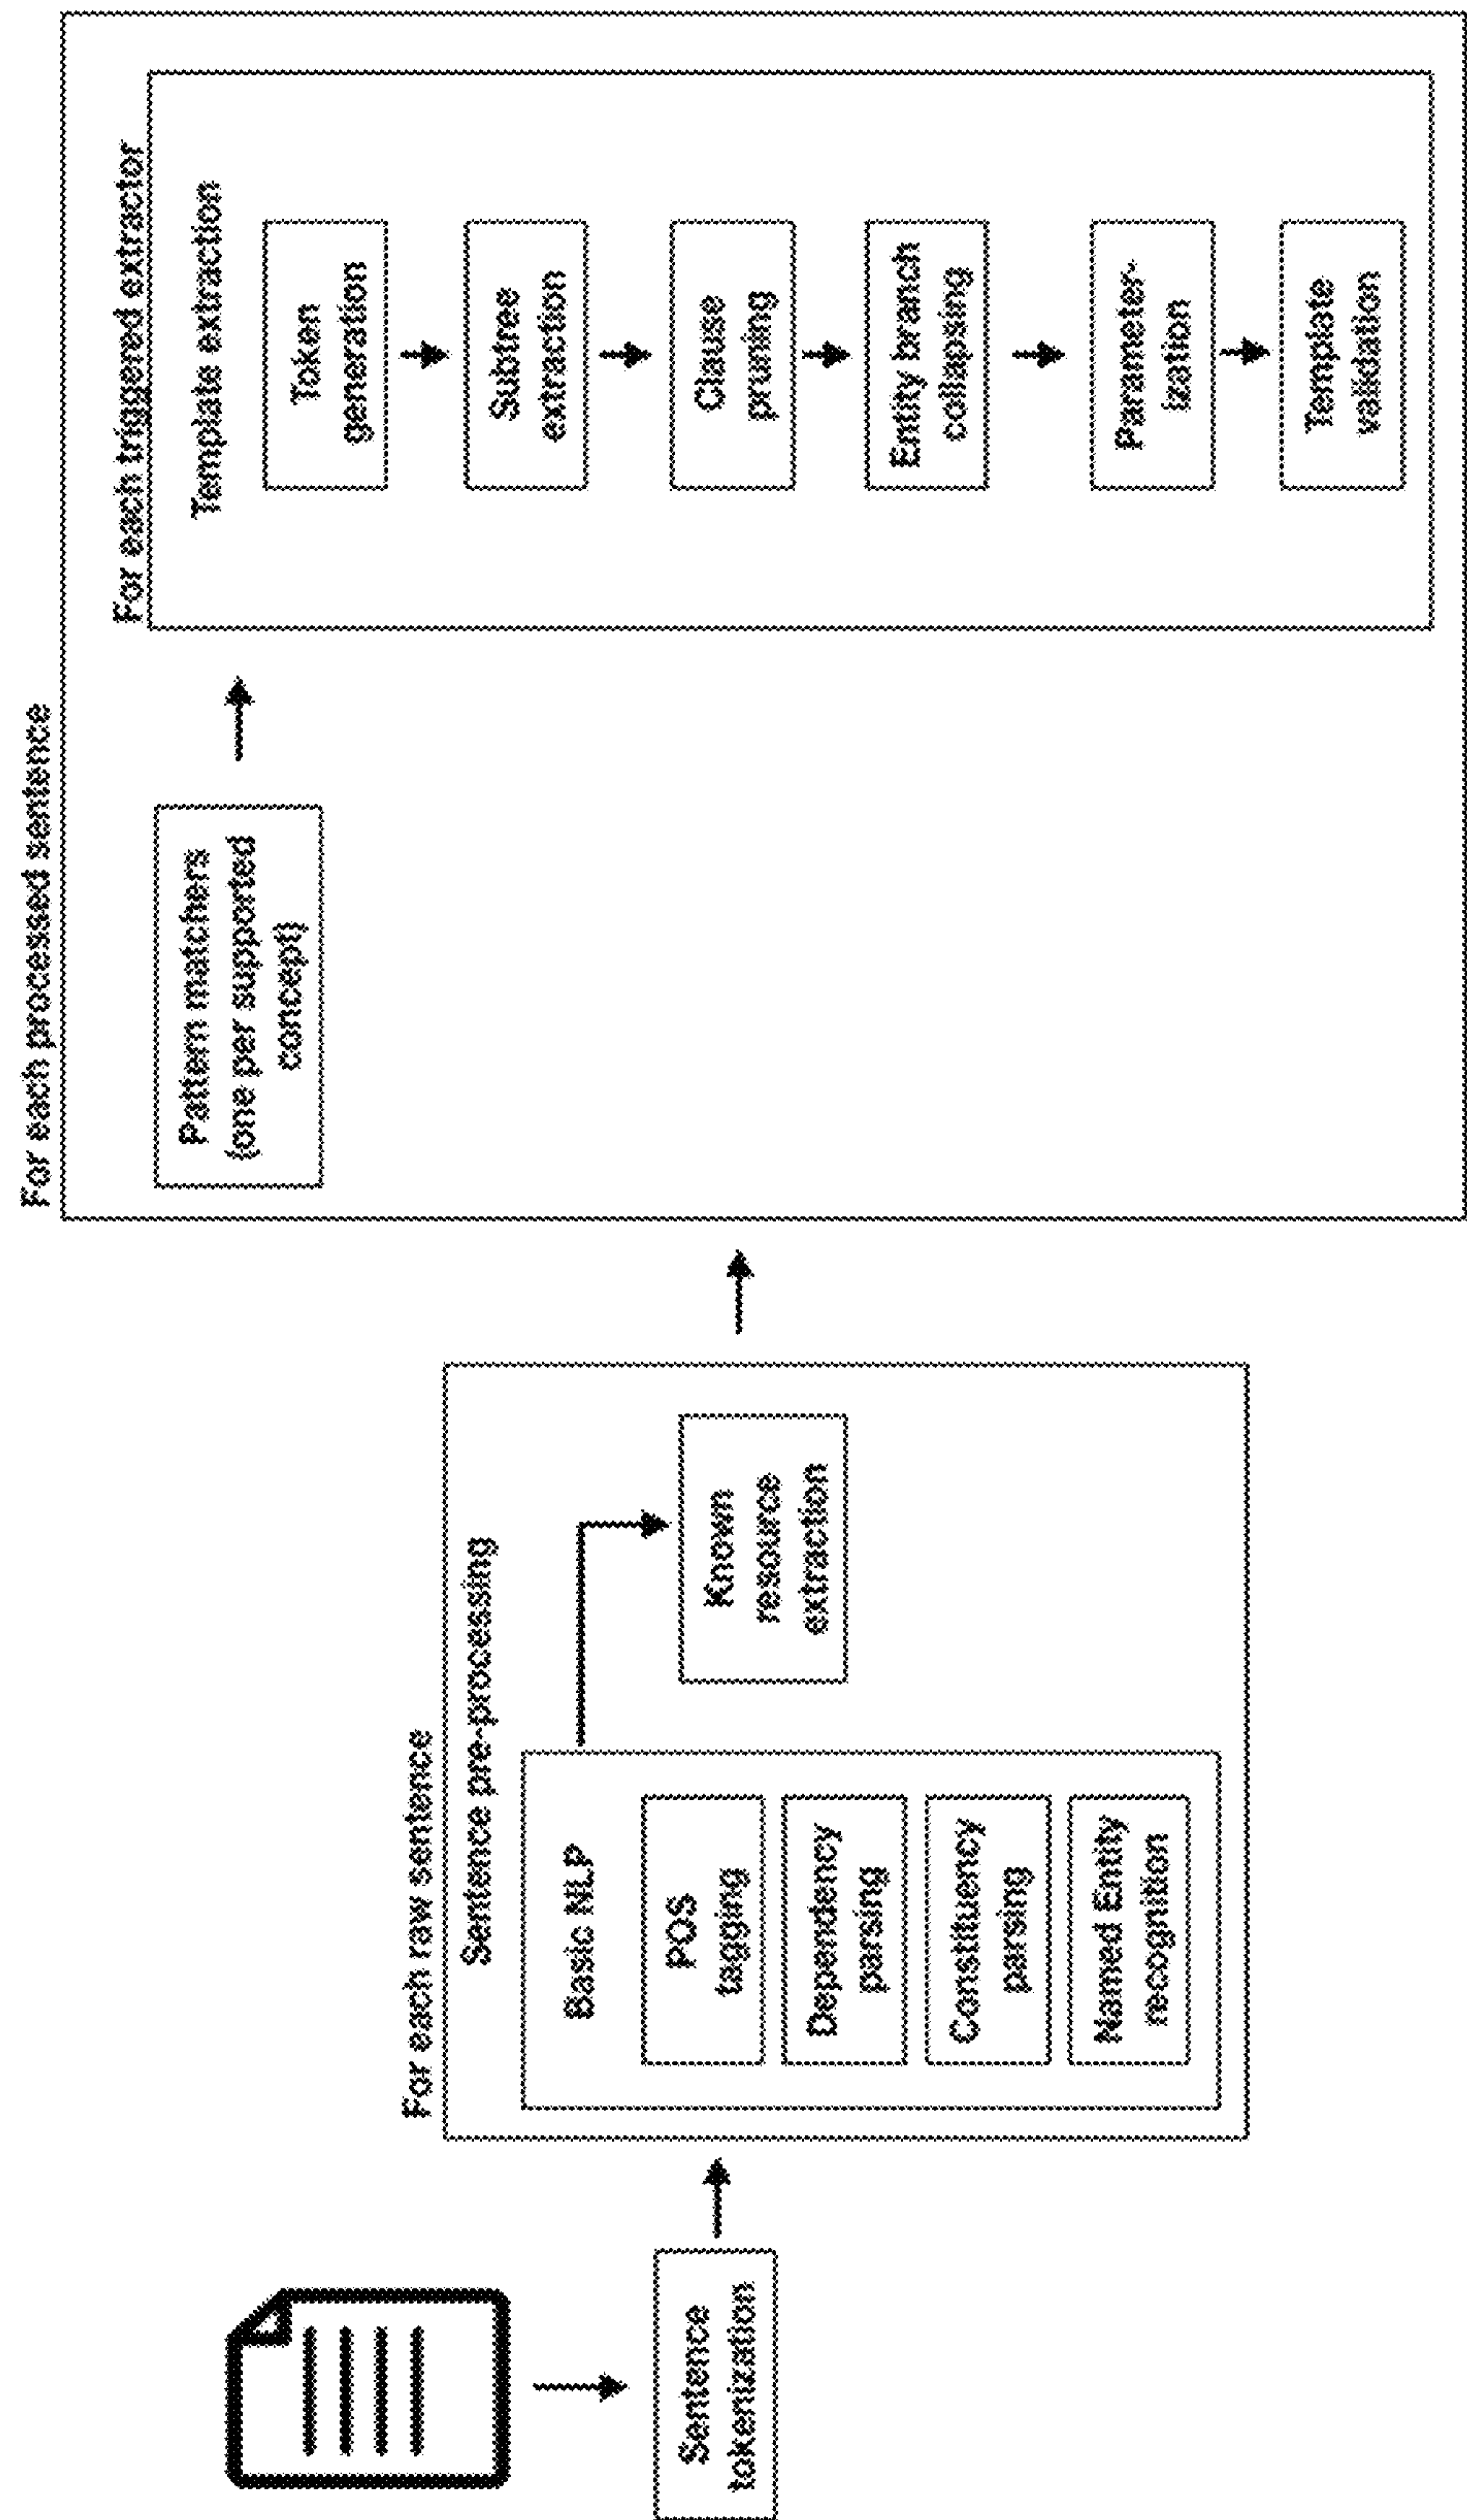 Sentence
tokenization
For each raw sentence
Sentence pre-processing
Basic NLP
POS
tagging
Dependency
parsing
Constituency
parsing
Named Entity
recognition
Known
resource
extraction
For each processed sentence
Pattern matchers
(one per supported
concept)
For each triggered extractor
Template extraction
Token
generation
Subtree
extraction
Clause
pruning
Entity branch
collapsing
Parameter-
ization
Template
validation